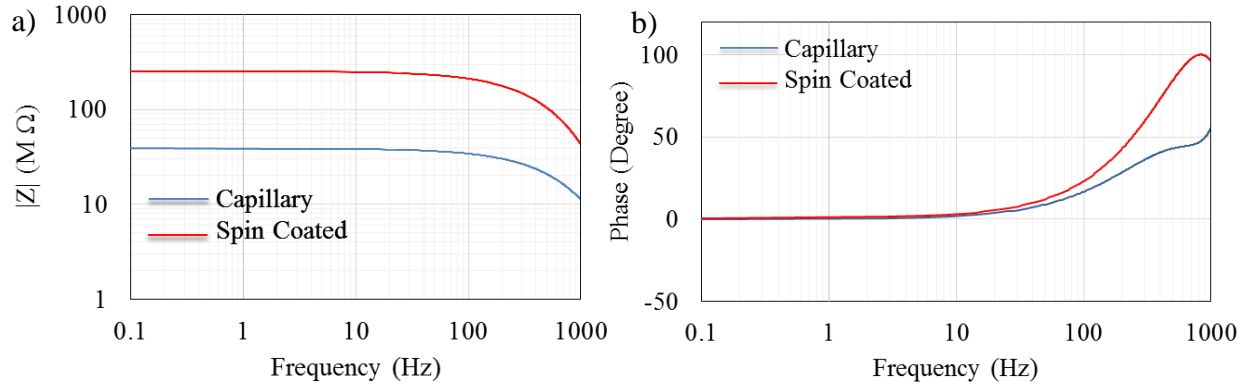 a)
|Z| (M Ω)
1000
100
10
1
Capillary
Spin Coated
0.1 1 10 100 1000
Frequency (Hz)
b)
Phase (Degree)
100
50
0
-50
Capillary
Spin Coated
0.1 1 10 100 1000
Frequency (Hz)